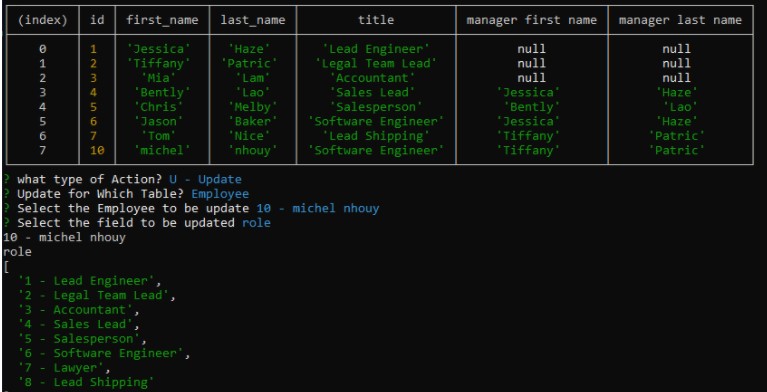 (index) id first_name last_name title manager first name manager last name
0 1 'Jessica' 'Haze' 'Lead Engineer' null null
1 2 'Tiffany' 'Patric' 'Legal Team Lead' null null
2 3 'Mia' 'Lam' 'Accountant' null null
3 4 'Bently' 'Lao' 'Sales Lead' 'Jessica' 'Haze'
4 5 'Chris' 'Melby' 'Salesperson' 'Bently' 'Lao'
5 6 'Jason' 'Baker' 'Software Engineer' 'Jessica' 'Haze'
6 7 'Tom' 'Nice' 'Lead Shipping' 'Tiffany' 'Patric'
7 10 'michel' 'nhouy' 'Software Engineer' 'Tiffany' 'Patric'
? what type of Action? U - Update
? Update for Which Table? Employee
? Select the Employee to be update 10 - michel nhouy
? Select the field to be updated role
10 - michel nhouy
role
[
'1 - Lead Engineer',
'2 - Legal Team Lead',
'3 - Accountant',
'4 - Sales Lead',
'5 - Salesperson',
'6 - Software Engineer',
'7 - Lawyer',
'8 - Lead Shipping'